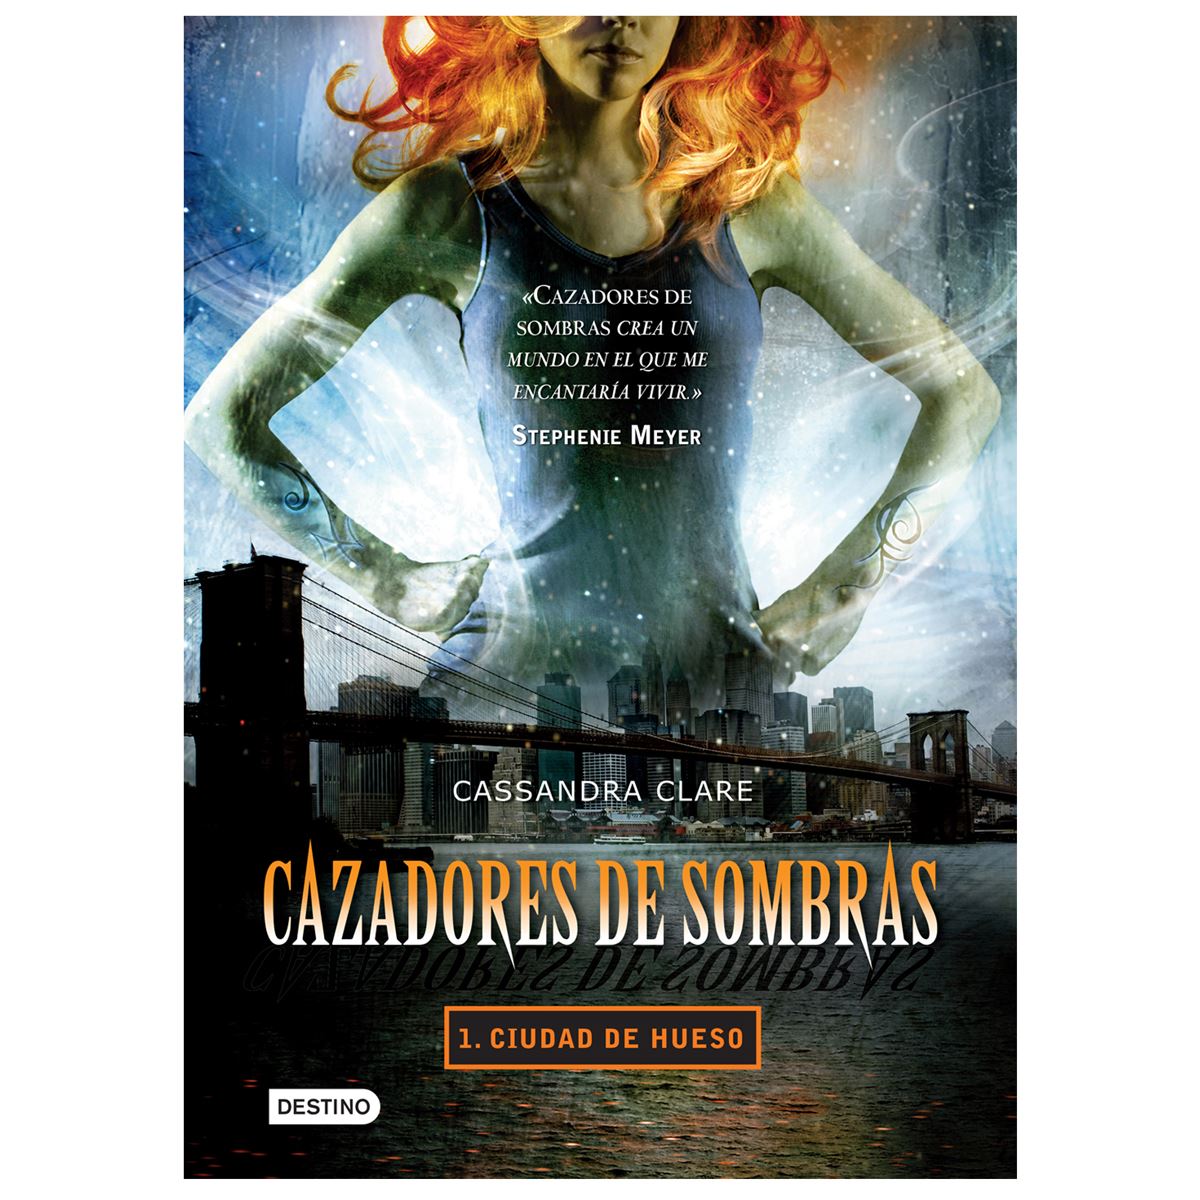 «CAZADORES DE
SOMBRAS CREA UN
MUNDO EN EL QUE ME
ENCANTARÍA VIVIR.»
STEPHENIE MEYER
CASSANDRA CLARE
CAZADORES DE SOMBRAS
1. CIUDAD DE HUESO
DESTINO